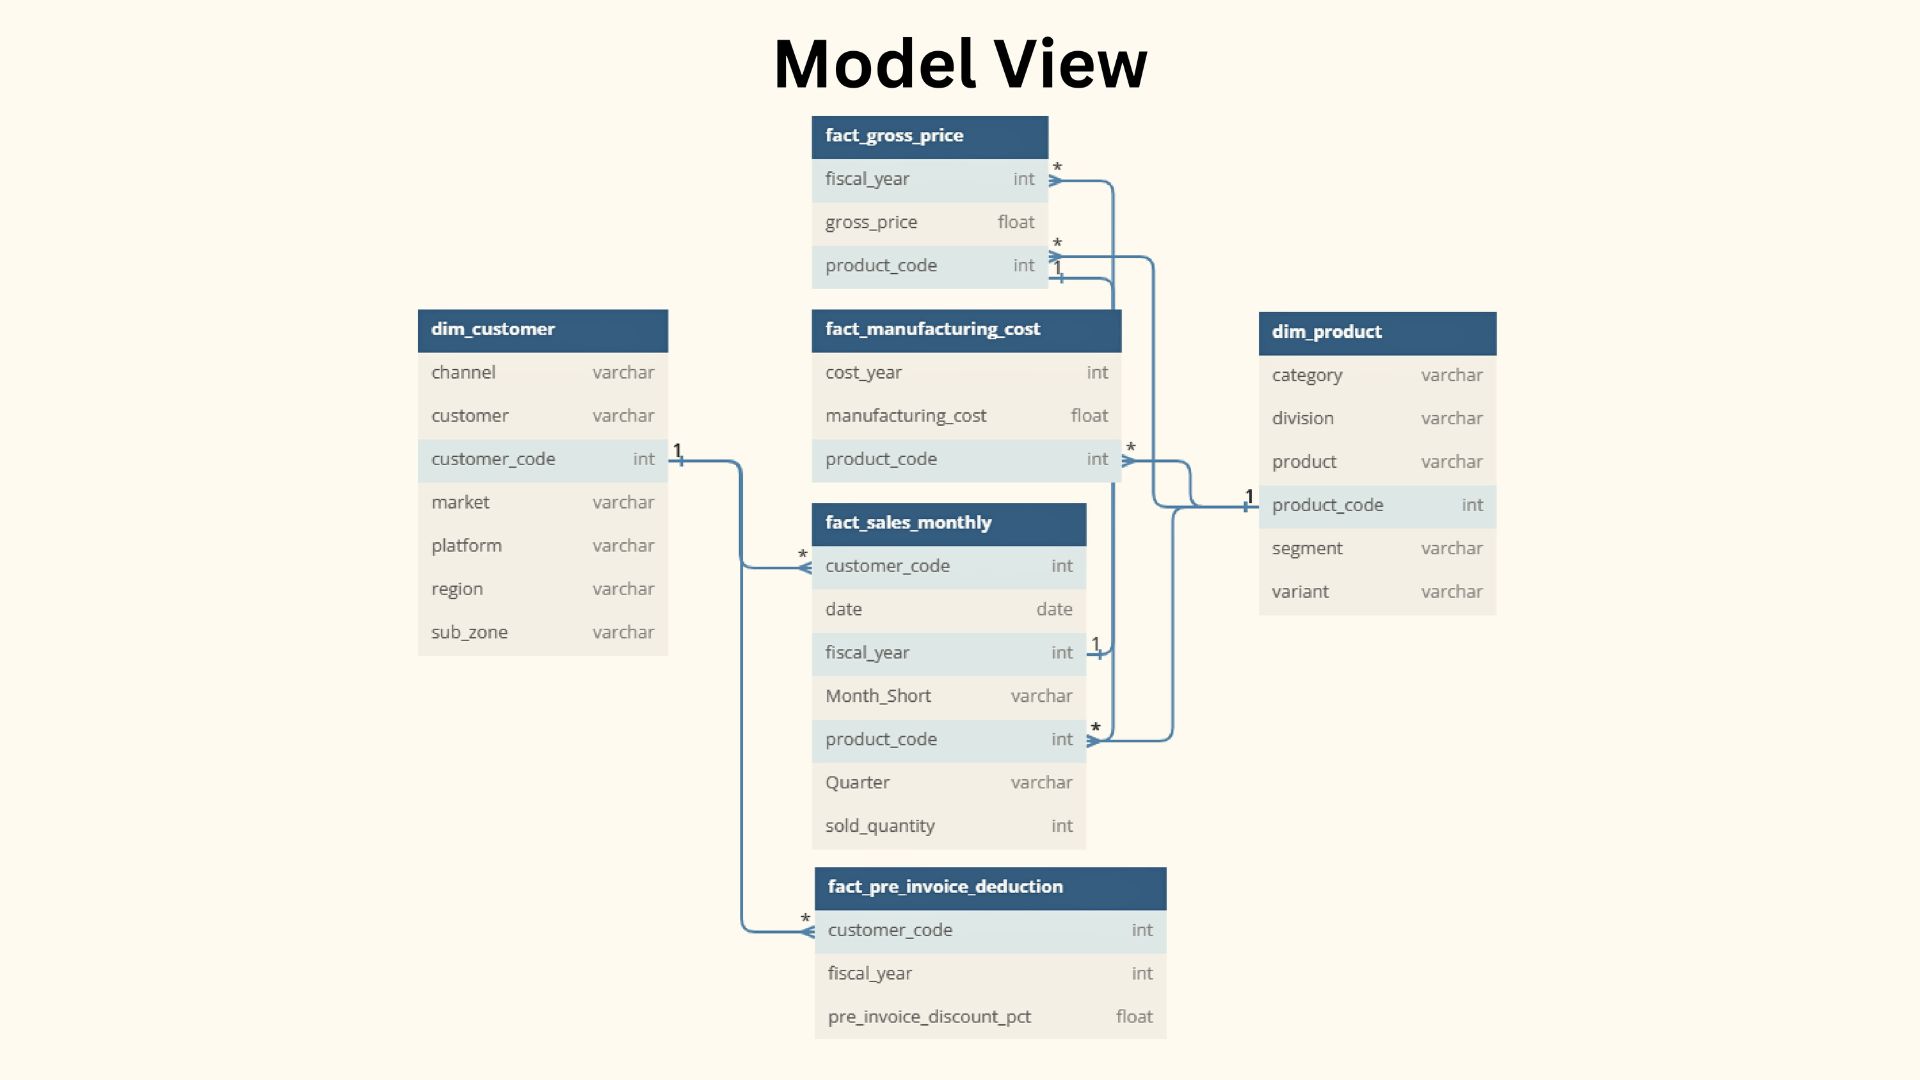 Model View
fact_gross_price
fiscal_year int
gross_price float
product_code int
*
*
1
dim_customer
channel varchar
customer varchar
customer_code int
market varchar
platform varchar
region varchar
sub_zone varchar
1
fact_manufacturing_cost
cost_year int
manufacturing_cost float
product_code int
*
dim_product
category varchar
division varchar
product varchar
product_code int
segment varchar
variant varchar
1
fact_sales_monthly
customer_code int
date date
fiscal_year int
Month_Short varchar
product_code int
Quarter varchar
sold_quantity int
*
1
*
fact_pre_invoice_deduction
customer_code int
fiscal_year int
pre_invoice_discount_pct float
*